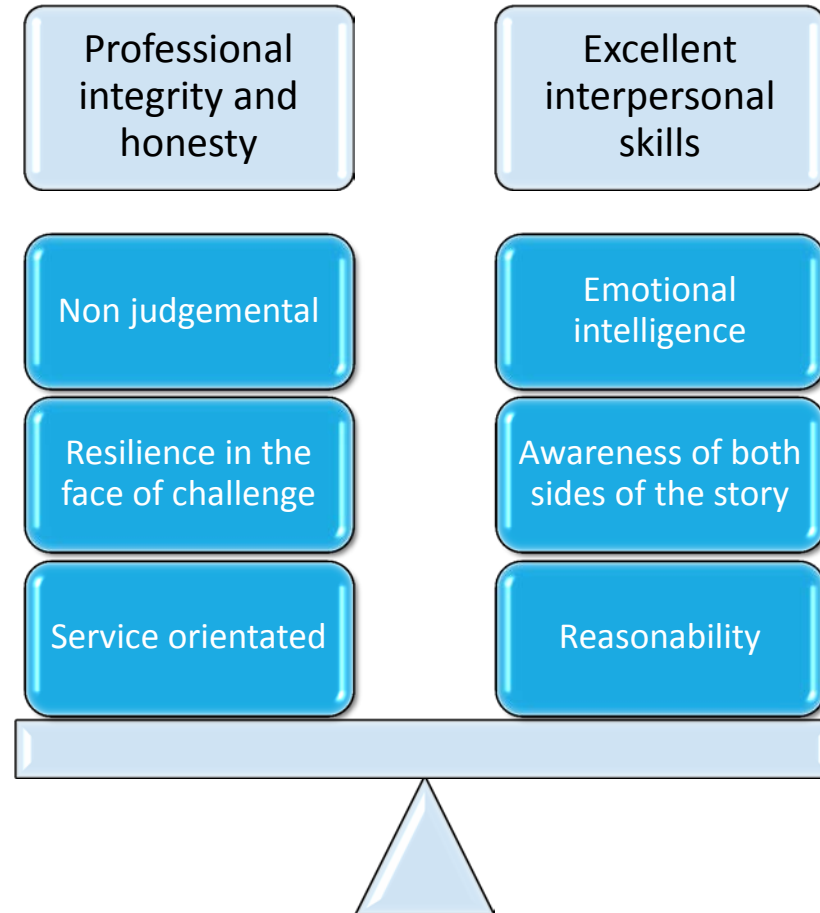 Professional
integrity and
honesty
Excellent
interpersonal
skills
Non judgemental
Emotional
intelligence
Resilience in the
face of challenge
Awareness of both
sides of the story
Service orientated
Reasonability